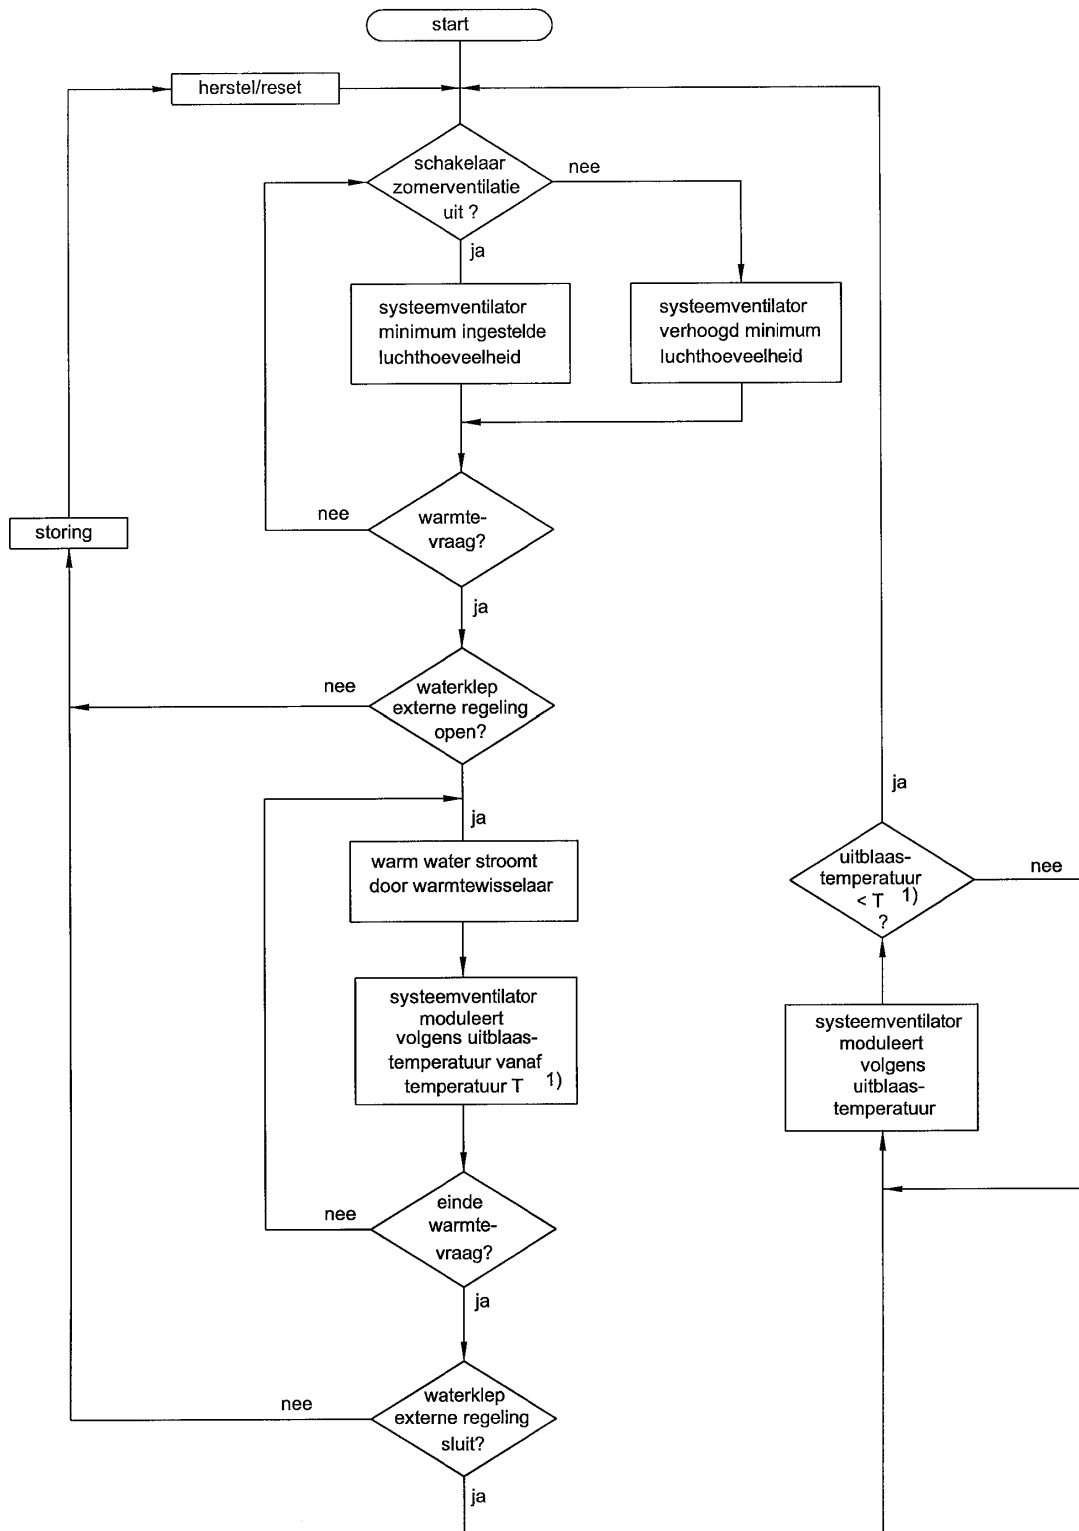 start
herstel/reset
schakelaar
zomerventilatie
uit ?
nee
ja
systeemventilator
minimum ingestelde
luchthoeveelheid
systeemventilator
verhoogd minimum
luchthoeveelheid
nee
warmte-
vraag?
storing
ja
nee
waterklep
externe regeling
open?
ja
warm water stroomt
door warmtewisselaar
systeemventilator
moduleert
volgens uitblaas-
temperatuur vanaf
temperatuur T 1)
nee
einde
warmte-
vraag?
ja
nee
waterklep
externe regeling
sluit?
ja
ja
uitblaas-
temperatuur
< T 1)
?
nee
systeemventilator
moduleert
volgens
uitblaas-
temperatuur